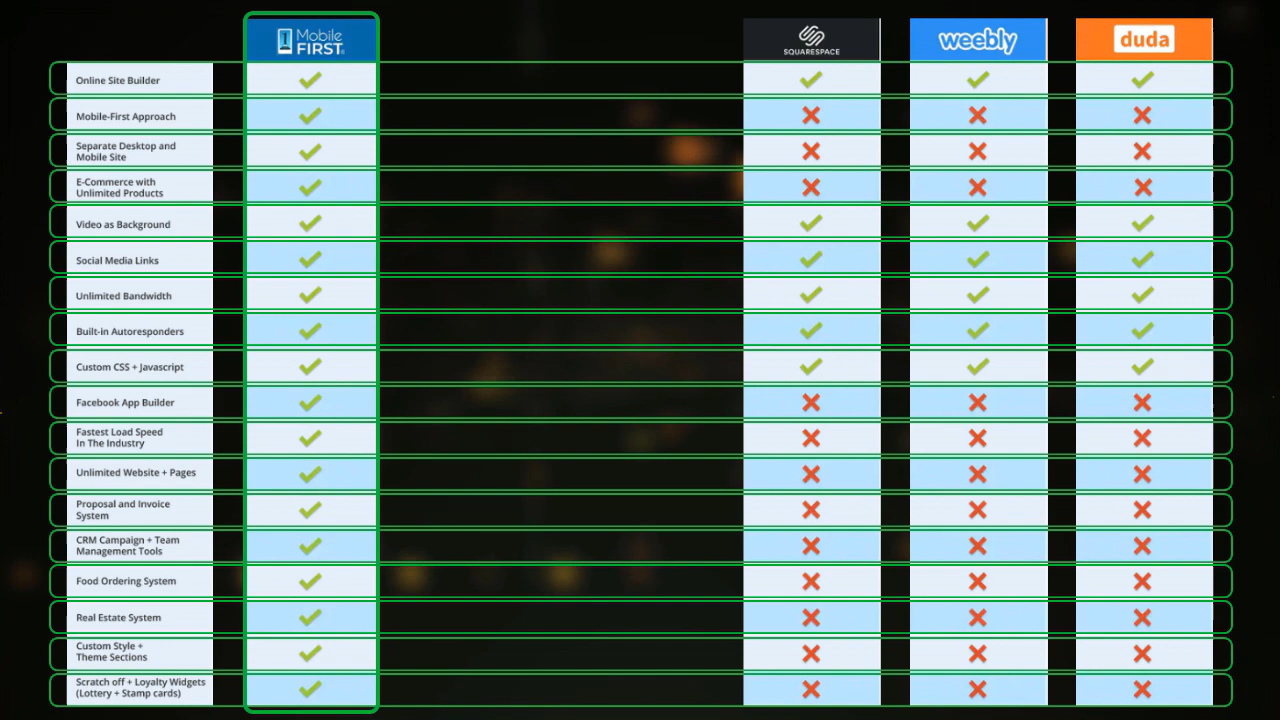 Mobile
FIRST
SQUARESPACE
weebly
duda
Online Site Builder
Mobile-First Approach
Separate Desktop and
Mobile Site
E-Commerce with
Unlimited Products
Video as Background
Social Media Links
Unlimited Bandwidth
Built-in Autoresponders
Custom CSS + Javascript
Facebook App Builder
Fastest Load Speed
In The Industry
Unlimited Website + Pages
Proposal and Invoice
System
CRM Campaign + Team
Management Tools
Food Ordering System
Real Estate System
Custom Style +
Theme Sections
Scratch off + Loyalty Widgets
(Lottery + Stamp cards)